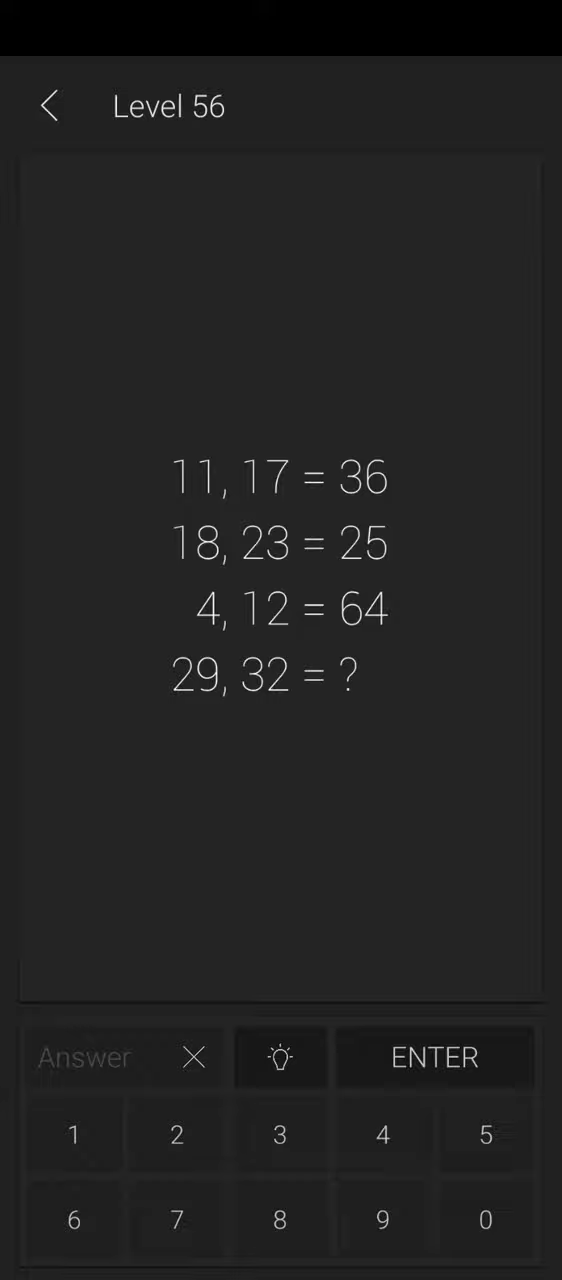 Level 56
11, 17 = 36
18, 23 = 25
4, 12 = 64
29, 32 = ?
Answer ENTER
1 2 3 4 5
6 7 8 9 0